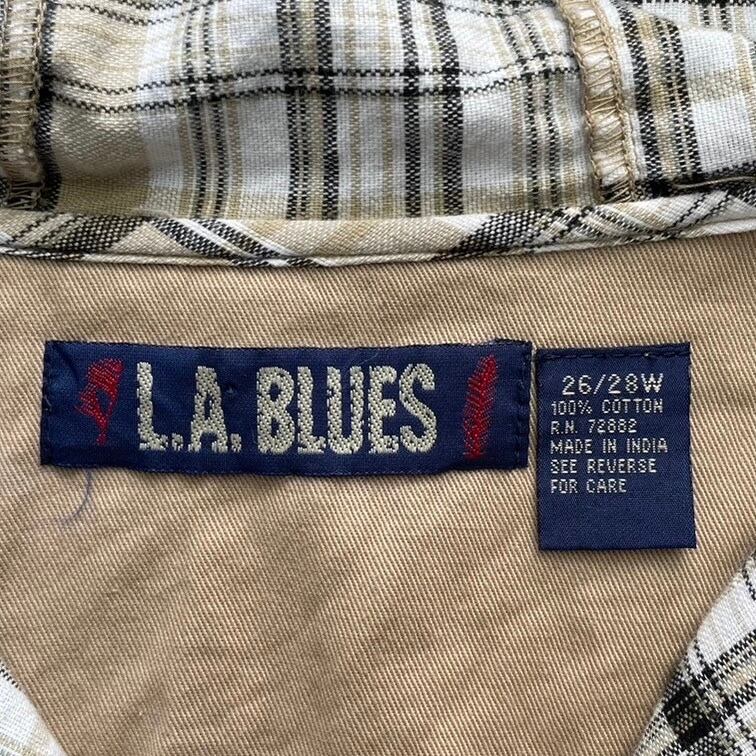 L.A. BLUES
26/28W
100% COTTON
R.N. 72882
MADE IN INDIA
SEE REVERSE
FOR CARE